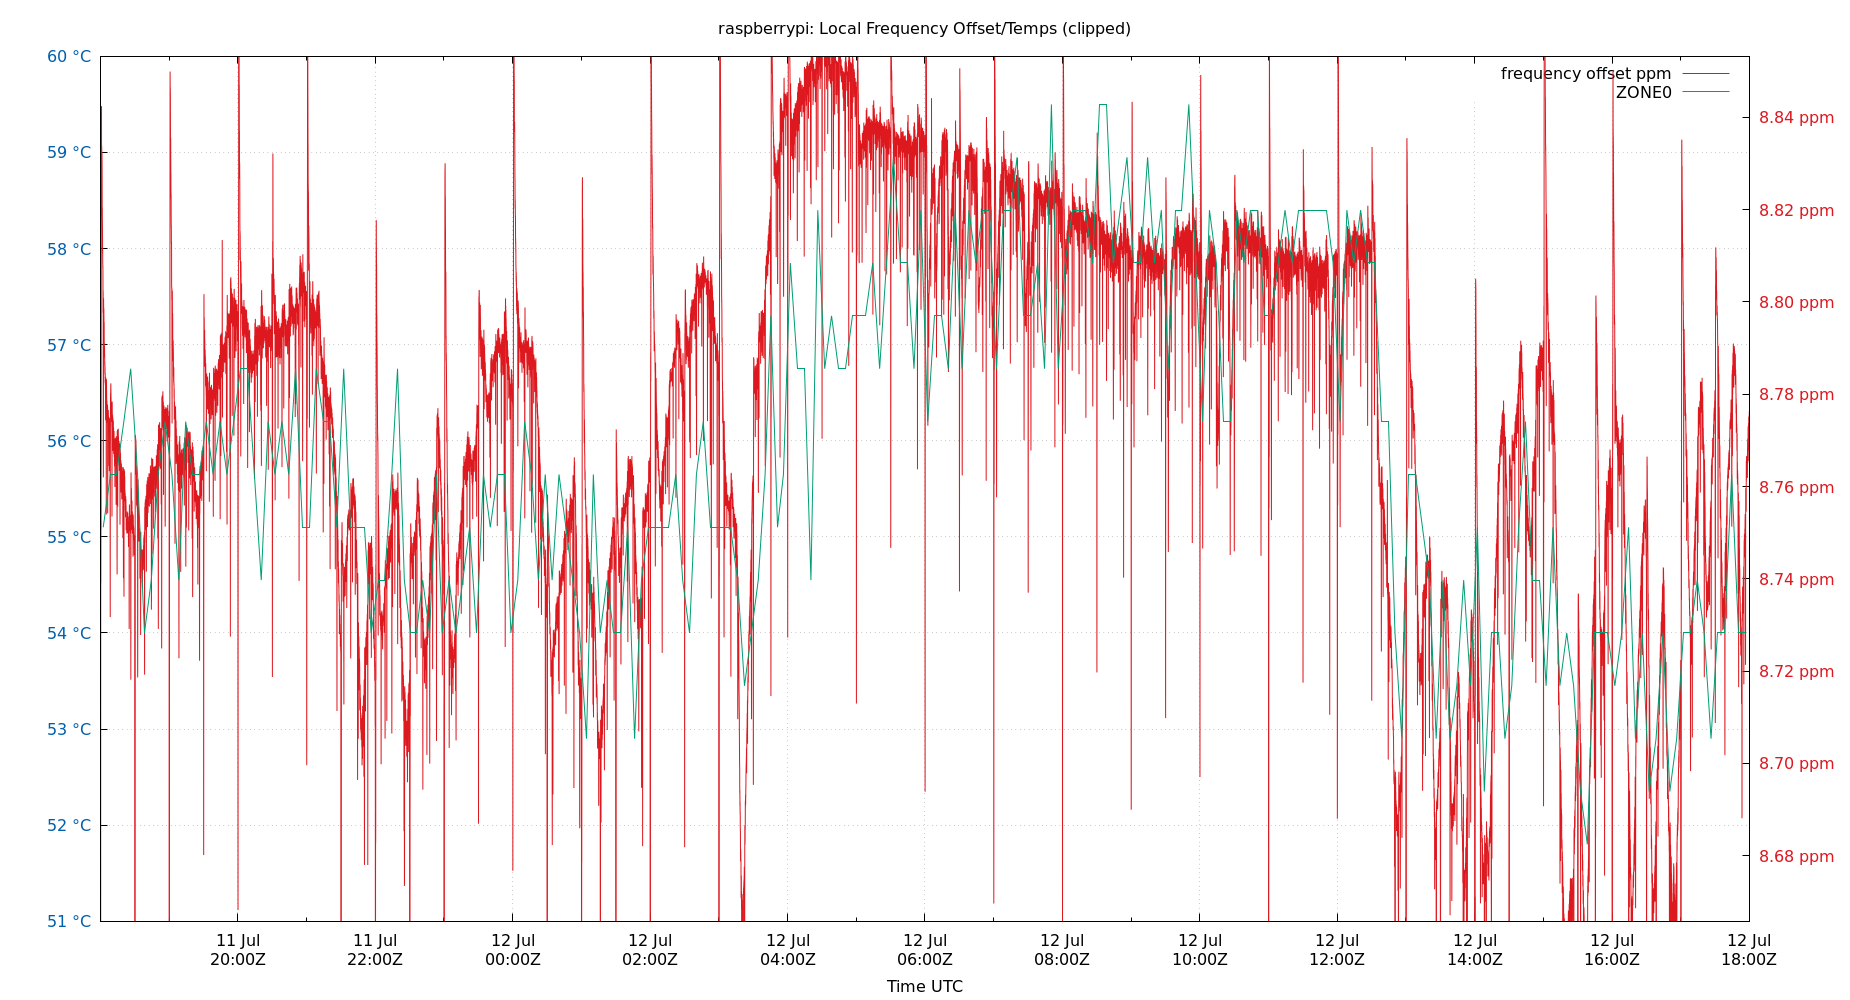 raspberrypi: Local Frequency Offset/Temps (clipped)
frequency offset ppm
ZONE0
60 °C
59 °C
58 °C
57 °C
56 °C
55 °C
54 °C
53 °C
52 °C
51 °C
8.84 ppm
8.82 ppm
8.80 ppm
8.78 ppm
8.76 ppm
8.74 ppm
8.72 ppm
8.70 ppm
8.68 ppm
11 Jul
20:00Z
11 Jul
22:00Z
12 Jul
00:00Z
12 Jul
02:00Z
12 Jul
04:00Z
12 Jul
06:00Z
12 Jul
08:00Z
12 Jul
10:00Z
12 Jul
12:00Z
12 Jul
14:00Z
12 Jul
16:00Z
12 Jul
18:00Z
Time UTC